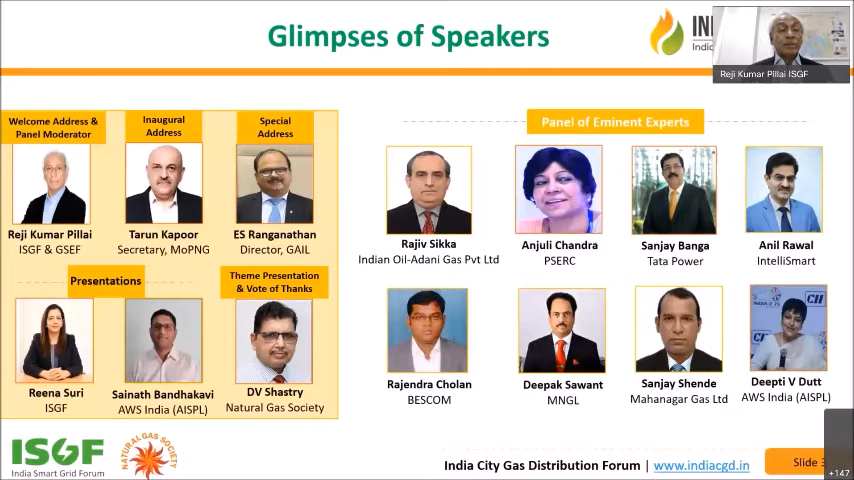 Glimpses of Speakers
Reji Kumar Pillai ISGF
Welcome Address &
Panel Moderator
Inaugural
Address
Special
Address
Reji Kumar Pillai
ISGF & GSEF
Tarun Kapoor
Secretary, MoPNG
ES Ranganathan
Director, GAIL
Presentations
Theme Presentation
& Vote of Thanks
Reena Suri
ISGF
Sainath Bandhakavi
AWS India (AISPL)
DV Shastry
Natural Gas Society
Panel of Eminent Experts
Rajiv Sikka
Indian Oil-Adani Gas Pvt Ltd
Anjuli Chandra
PSERC
Sanjay Banga
Tata Power
Anil Rawal
IntelliSmart
Rajendra Cholan
BESCOM
Deepak Sawant
MNGL
Sanjay Shende
Mahanagar Gas Ltd
CII
Deepti V Dutt
AWS India (AISPL)
ISGF
India Smart Grid Forum
NATURAL GAS SOCIETY
India City Gas Distribution Forum | www.indiacgd.in
Slide
+147